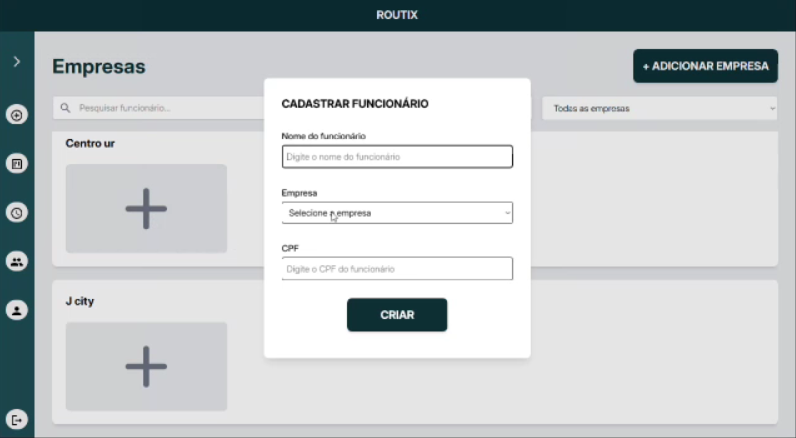 ROUTIX
Empresas
+ ADICIONAR EMPRESA
Pesquisar funcionário...
Todas as empresas
Centro ur
J city
CADASTRAR FUNCIONÁRIO
Nome do funcionário
Digite o nome do funcionário
Empresa
Selecione a empresa
CPF
Digite o CPF do funcionário
CRIAR